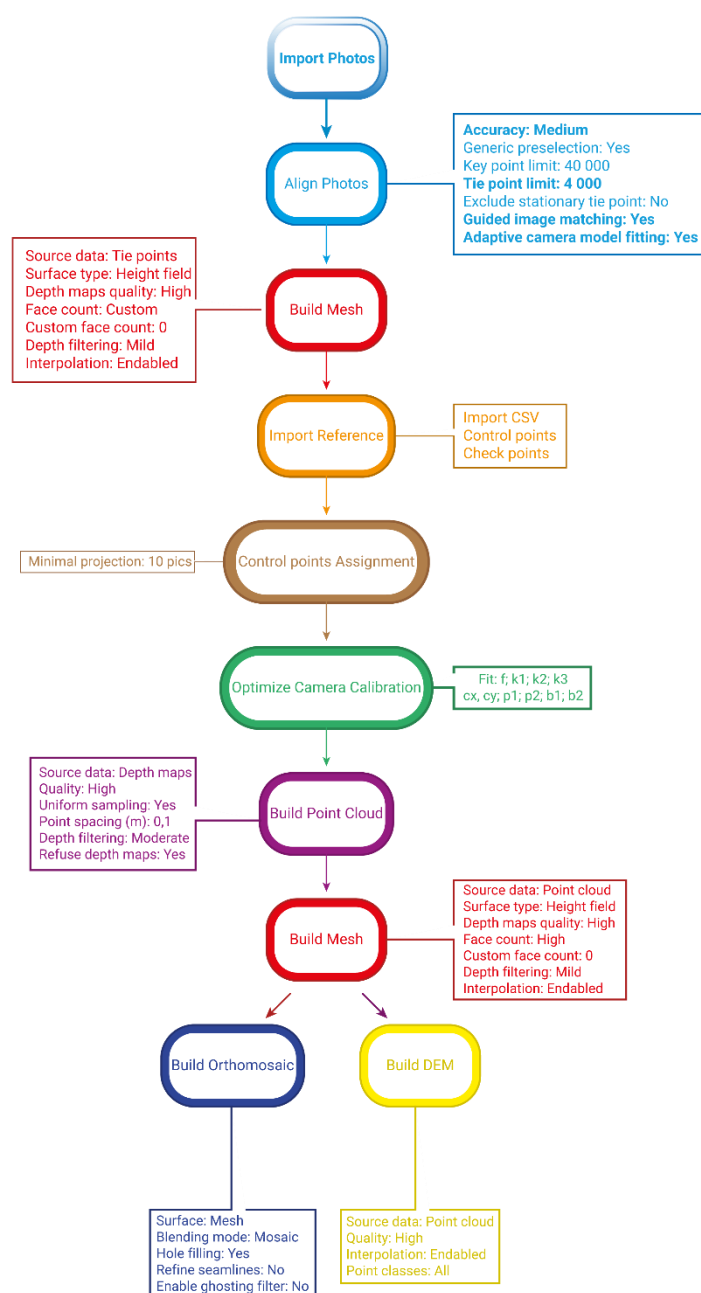 Import Photos
Align Photos
Accuracy: Medium
Generic preselection: Yes
Key point limit: 40 000
Tie point limit: 4 000
Exclude stationary tie point: No
Guided image matching: Yes
Adaptive camera model fitting: Yes
Source data: Tie points
Surface type: Height field
Depth maps quality: High
Face count: Custom
Custom face count: 0
Depth filtering: Mild
Interpolation: Endabled
Build Mesh
Import Reference
Import CSV
Control points
Check points
Minimal projection: 10 pics
Control points Assignment
Optimize Camera Calibration
Fit: f; k1; k2; k3
cx, cy; p1; p2; b1; b2
Source data: Depth maps
Quality: High
Uniform sampling: Yes
Point spacing (m): 0,1
Depth filtering: Moderate
Refuse depth maps: Yes
Build Point Cloud
Build Mesh
Source data: Point cloud
Surface type: Height field
Depth maps quality: High
Face count: High
Custom face count: 0
Depth filtering: Mild
Interpolation: Endabled
Build Orthomosaic
Build DEM
Surface: Mesh
Blending mode: Mosaic
Hole filling: Yes
Refine seamlines: No
Enable ghosting filter: No
Source data: Point cloud
Quality: High
Interpolation: Endabled
Point classes: All